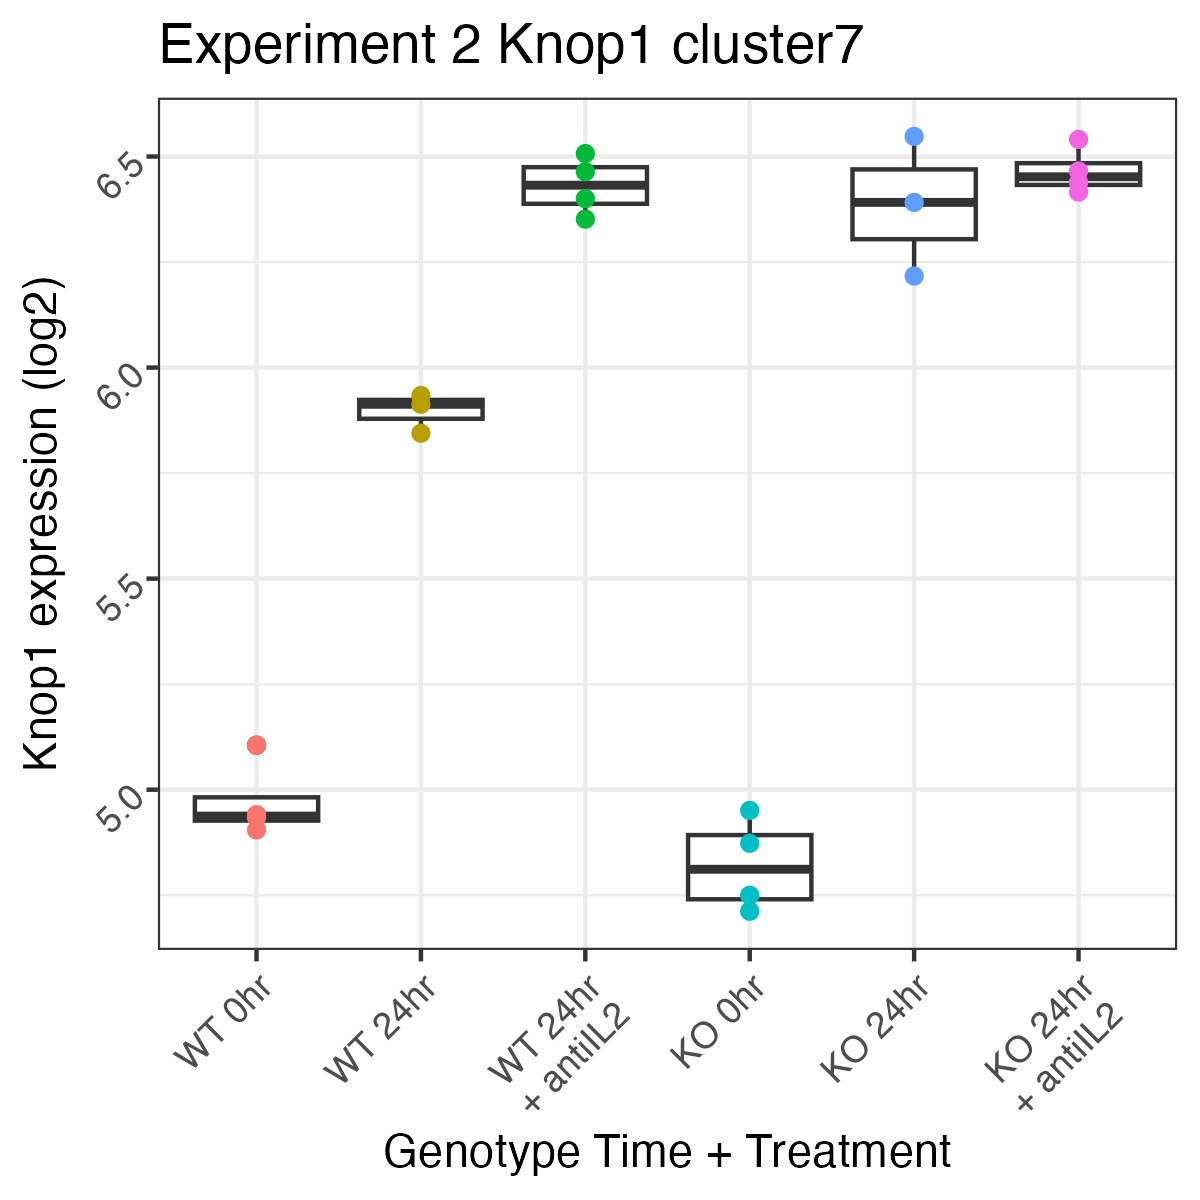 Experiment 2 Knop1 cluster7
Knop1 expression (log2)
6.5
6.0
5.5
5.0
WT 0hr
WT 24hr
WT 24hr
+ antiIL2
KO 0hr
KO 24hr
KO 24hr
+ antiIL2
Genotype Time + Treatment